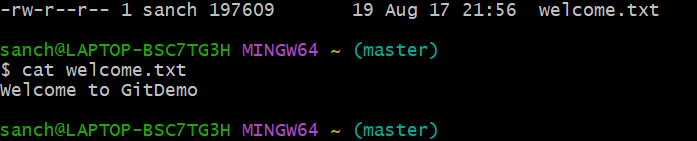 -rw-r--r-- 1 sanch 197609 19 Aug 17 21:56 welcome.txt
sanch@LAPTOP-BSC7TG3H MINGW64 ~ (master)
$ cat welcome.txt
Welcome to GitDemo
sanch@LAPTOP-BSC7TG3H MINGW64 ~ (master)